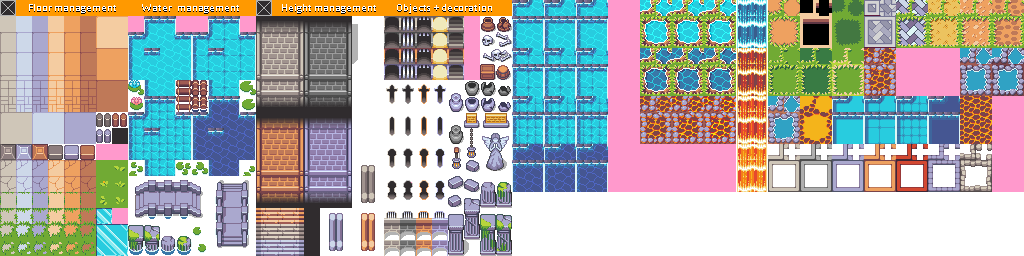 Floor management
Water management
Height management
Objects + decoration